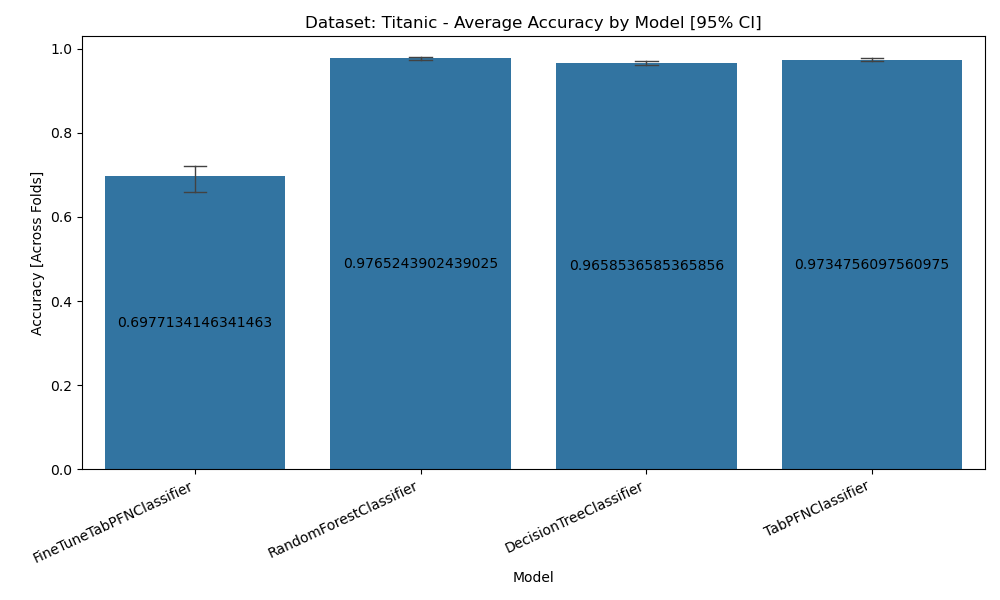 Dataset: Titanic - Average Accuracy by Model [95% CI]
Accuracy [Across Folds]
1.0
0.8
0.6
0.4
0.2
0.0
0.6977134146341463
0.9765243902439025
0.9658536585365856
0.9734756097560975
FineTuneTabPFNClassifier
RandomForestClassifier
DecisionTreeClassifier
TabPFNClassifier
Model